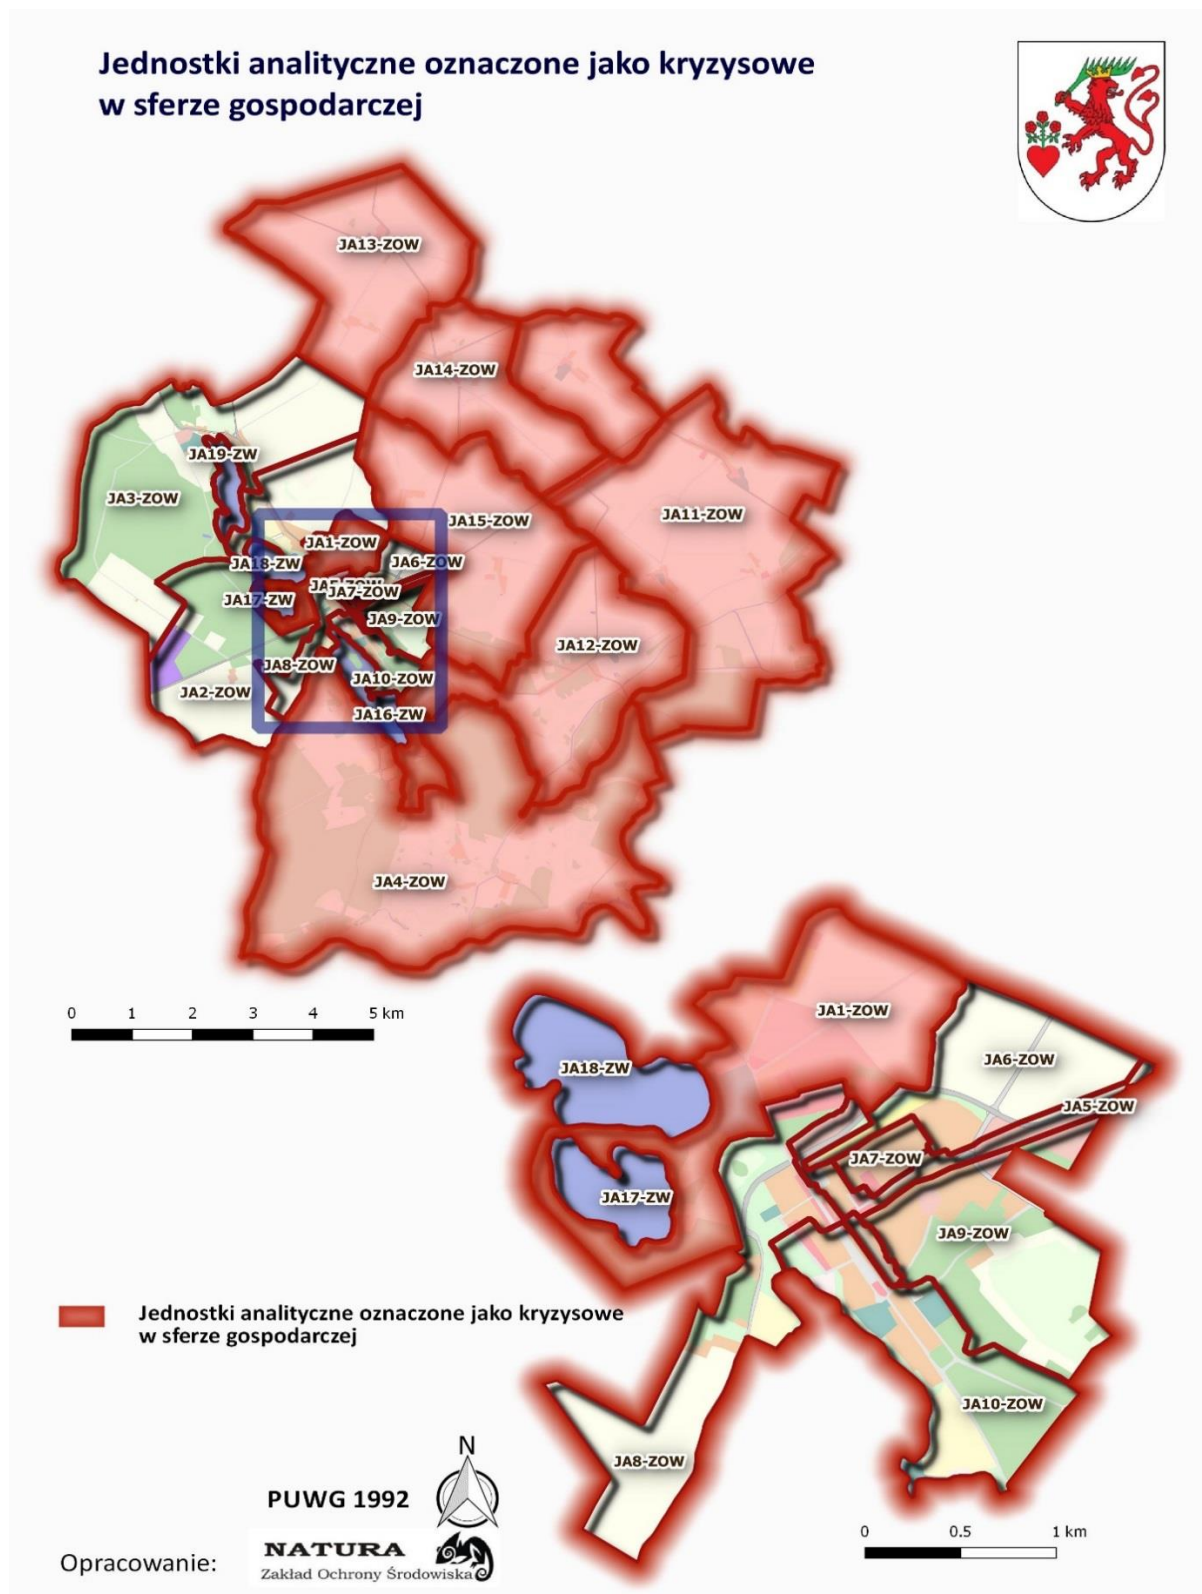 Jednostki analityczne oznaczone jako kryzysowe
w sferze gospodarczej
JA13-ZOW
JA14-ZOW
JA19-ZW
JA3-ZOW
JA15-ZOW
JA11-ZOW
JA1-ZOW
JA18-ZW
JA6-ZOW
JA7-ZOW
JA17-ZW
JA9-ZOW
JA12-ZOW
JA8-ZOW
JA10-ZOW
JA2-ZOW
JA16-ZW
JA4-ZOW
0 1 2 3 4 5 km
JA1-ZOW
JA6-ZOW
JA18-ZW
JA5-ZOW
JA7-ZOW
JA17-ZW
JA9-ZOW
Jednostki analityczne oznaczone jako kryzysowe
w sferze gospodarczej
JA10-ZOW
JA8-ZOW
N
PUWG 1992
0 0.5 1 km
Opracowanie:
NATURA
Zakład Ochrony Środowiska